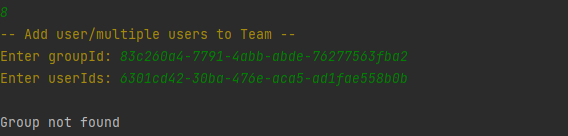 8
-- Add user/multiple users to Team --
Enter groupId: 83c260a4-7791-4abb-abde-76277563fba2
Enter userIds: 6301cd42-30ba-476e-aca5-ad1fae558b0b
Group not found